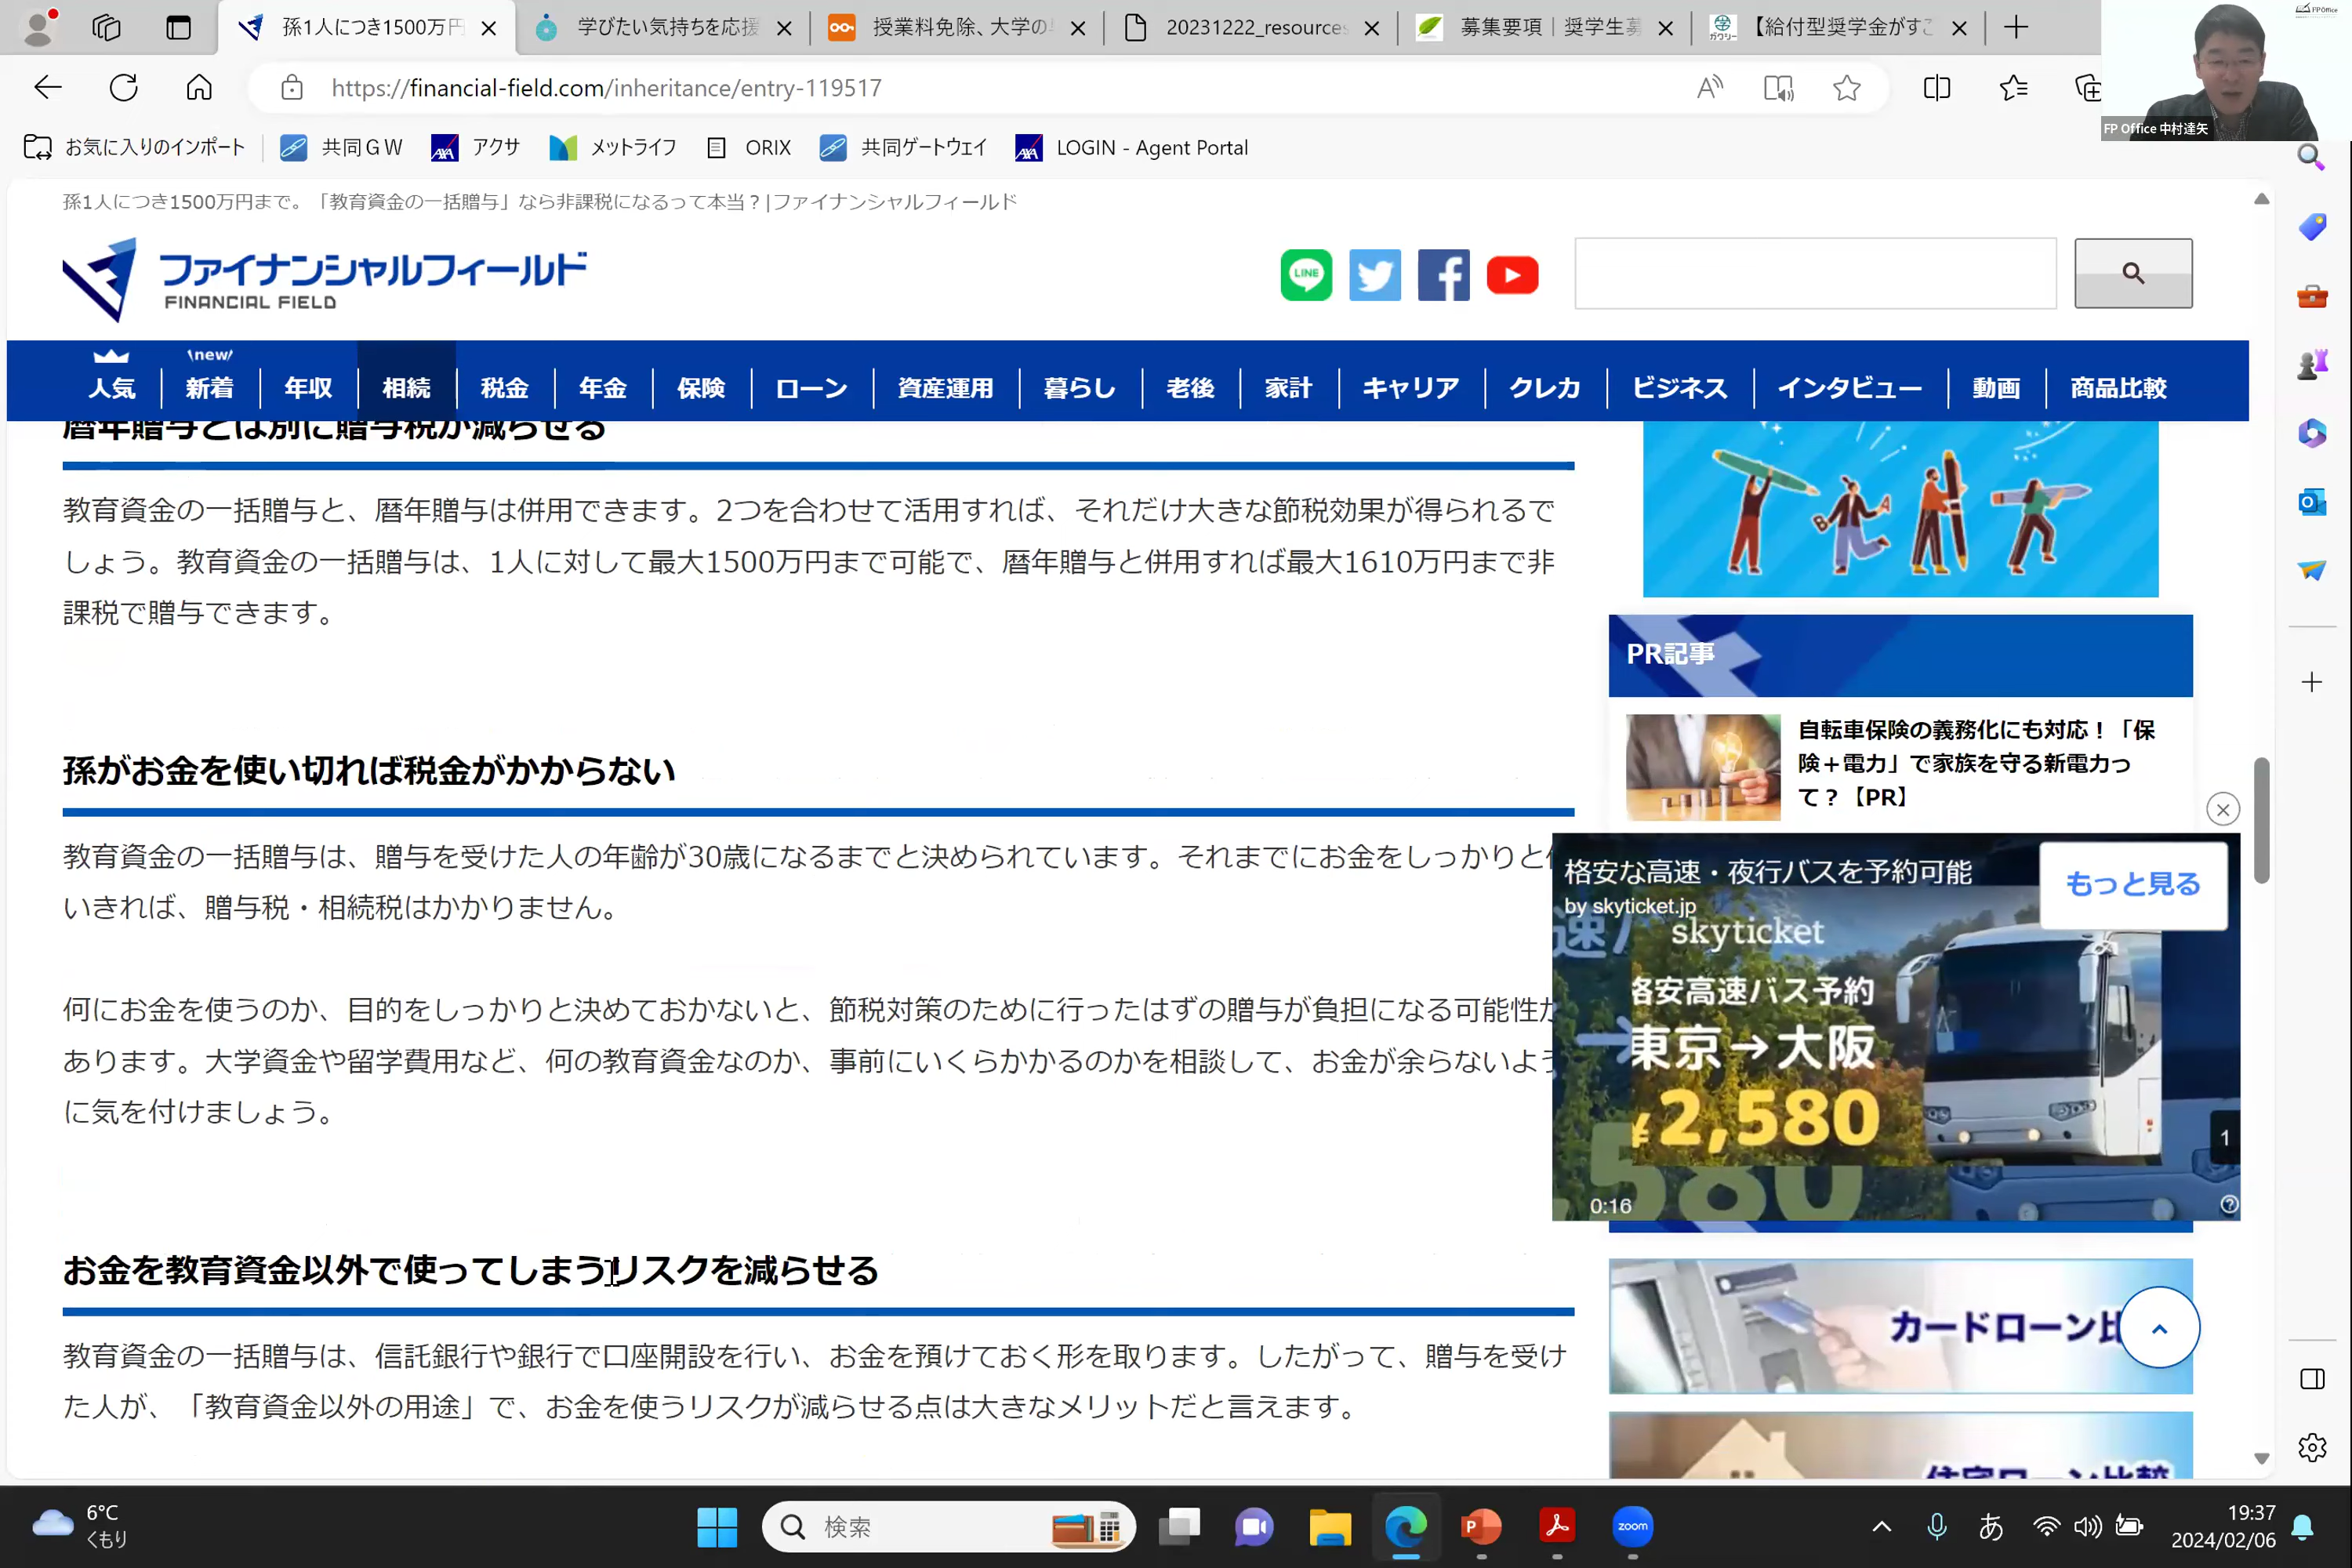 孫1人につき1500万円
学びたい気持ちを応援
授業料免除、大学の
20231222_resources
募集要項｜奨学生募
【給付型奨学金がすご
https://financial-field.com/inheritance/entry-119517
お気に入りのインポート
共同ＧＷ
アクサ
メットライフ
ORIX
共同ゲートウェイ
LOGIN - Agent Portal
FP Office
FP Office 中村達矢
孫1人につき1500万円まで。「教育資金の一括贈与」なら非課税になるって本当？|ファイナンシャルフィールド
ファイナンシャルフィールド
FINANCIAL FIELD
LINE
\new/
人気
新着
年収
相続
税金
年金
保険
ローン
資産運用
暮らし
老後
家計
キャリア
クレカ
ビジネス
インタビュー
動画
商品比較
暦年贈与とは別に贈与税が減らせる
教育資金の一括贈与と、暦年贈与は併用できます。2つを合わせて活用すれば、それだけ大きな節税効果が得られるで
しょう。教育資金の一括贈与は、1人に対して最大1500万円まで可能で、暦年贈与と併用すれば最大1610万円まで非
課税で贈与できます。
孫がお金を使い切れば税金がかからない
教育資金の一括贈与は、贈与を受けた人の年齢が30歳になるまでと決められています。それまでにお金をしっかりと
いきれば、贈与税・相続税はかかりません。
何にお金を使うのか、目的をしっかりと決めておかないと、節税対策のために行ったはずの贈与が負担になる可能性が
あります。大学資金や留学費用など、何の教育資金なのか、事前にいくらかかるのかを相談して、お金が余らないよう
に気を付けましょう。
お金を教育資金以外で使ってしまうリスクを減らせる
教育資金の一括贈与は、信託銀行や銀行で口座開設を行い、お金を預けておく形を取ります。したがって、贈与を受け
た人が、「教育資金以外の用途」で、お金を使うリスクが減らせる点は大きなメリットだと言えます。
PR記事
自転車保険の義務化にも対応！「保
険＋電力」で家族を守る新電力っ
て？【PR】
格安な高速・夜行バスを予約可能
by skyticket.jp
もっと見る
skyticket
格安高速バス予約
東京→大阪
¥2,580
1
0:16
カードローン比
住宅ローン比較
6°C
くもり
検索
zoom
あ
19:37
2024/02/06